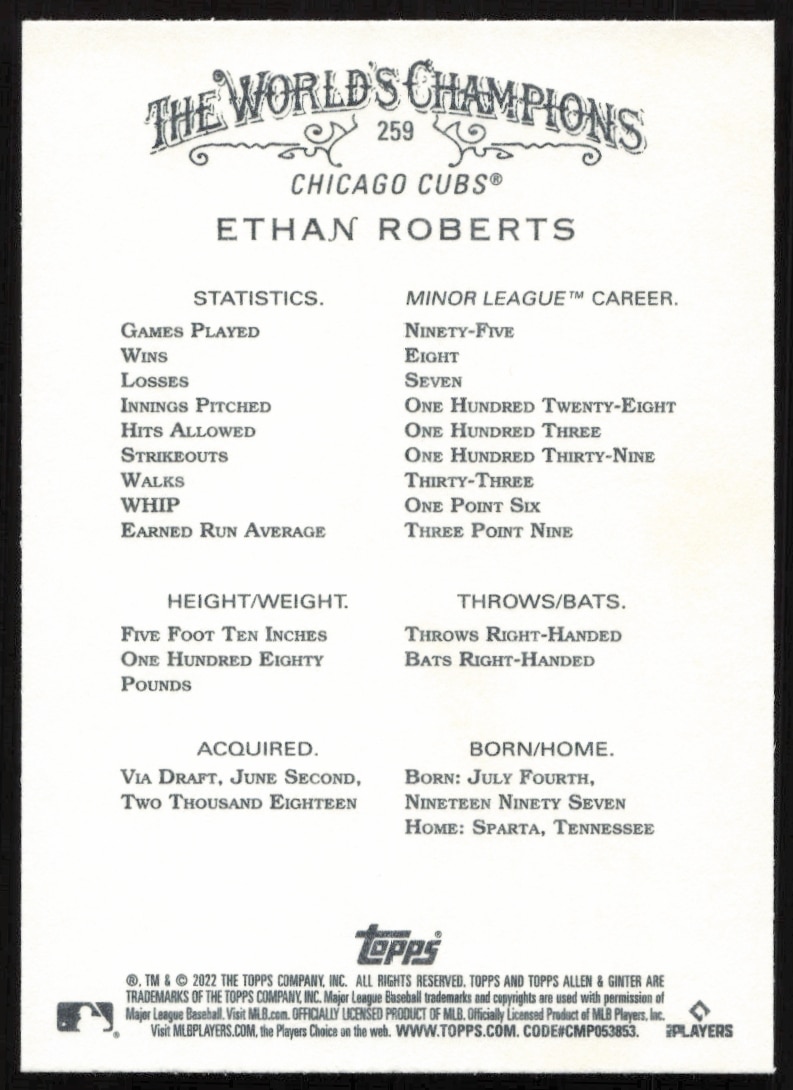 THE WORLD'S CHAMPIONS
259
CHICAGO CUBS®
ETHAN ROBERTS
STATISTICS. MINOR LEAGUE™ CAREER.
GAMES PLAYED NINETY-FIVE
WINS EIGHT
LOSSES SEVEN
INNINGS PITCHED ONE HUNDRED TWENTY-EIGHT
HITS ALLOWED ONE HUNDRED THREE
STRIKEOUTS ONE HUNDRED THIRTY-NINE
WALKS THIRTY-THREE
WHIP ONE POINT SIX
EARNED RUN AVERAGE THREE POINT NINE
HEIGHT/WEIGHT.
FIVE FOOT TEN INCHES
ONE HUNDRED EIGHTY
POUNDS
THROWS/BATS.
THROWS RIGHT-HANDED
BATS RIGHT-HANDED
ACQUIRED.
VIA DRAFT, JUNE SECOND,
TWO THOUSAND EIGHTEEN
BORN/HOME.
BORN: JULY FOURTH,
NINETEEN NINETY SEVEN
HOME: SPARTA, TENNESSEE
topps®
®, TM & © 2022 THE TOPPS COMPANY, INC. ALL RIGHTS RESERVED. TOPPS AND TOPPS ALLEN & GINTER ARE
TRADEMARKS OF THE TOPPS COMPANY, INC. Major League Baseball trademarks and copyrights are used with permission of
Major League Baseball. Visit MLB.com. OFFICIALLY LICENSED PRODUCT OF MLB. Officially Licensed Product of MLB Players, Inc.
Visit MLBPLAYERS.COM, the Players Choice on the web. WWW.TOPPS.COM. CODE#CMP053853.
®
PLAYERS